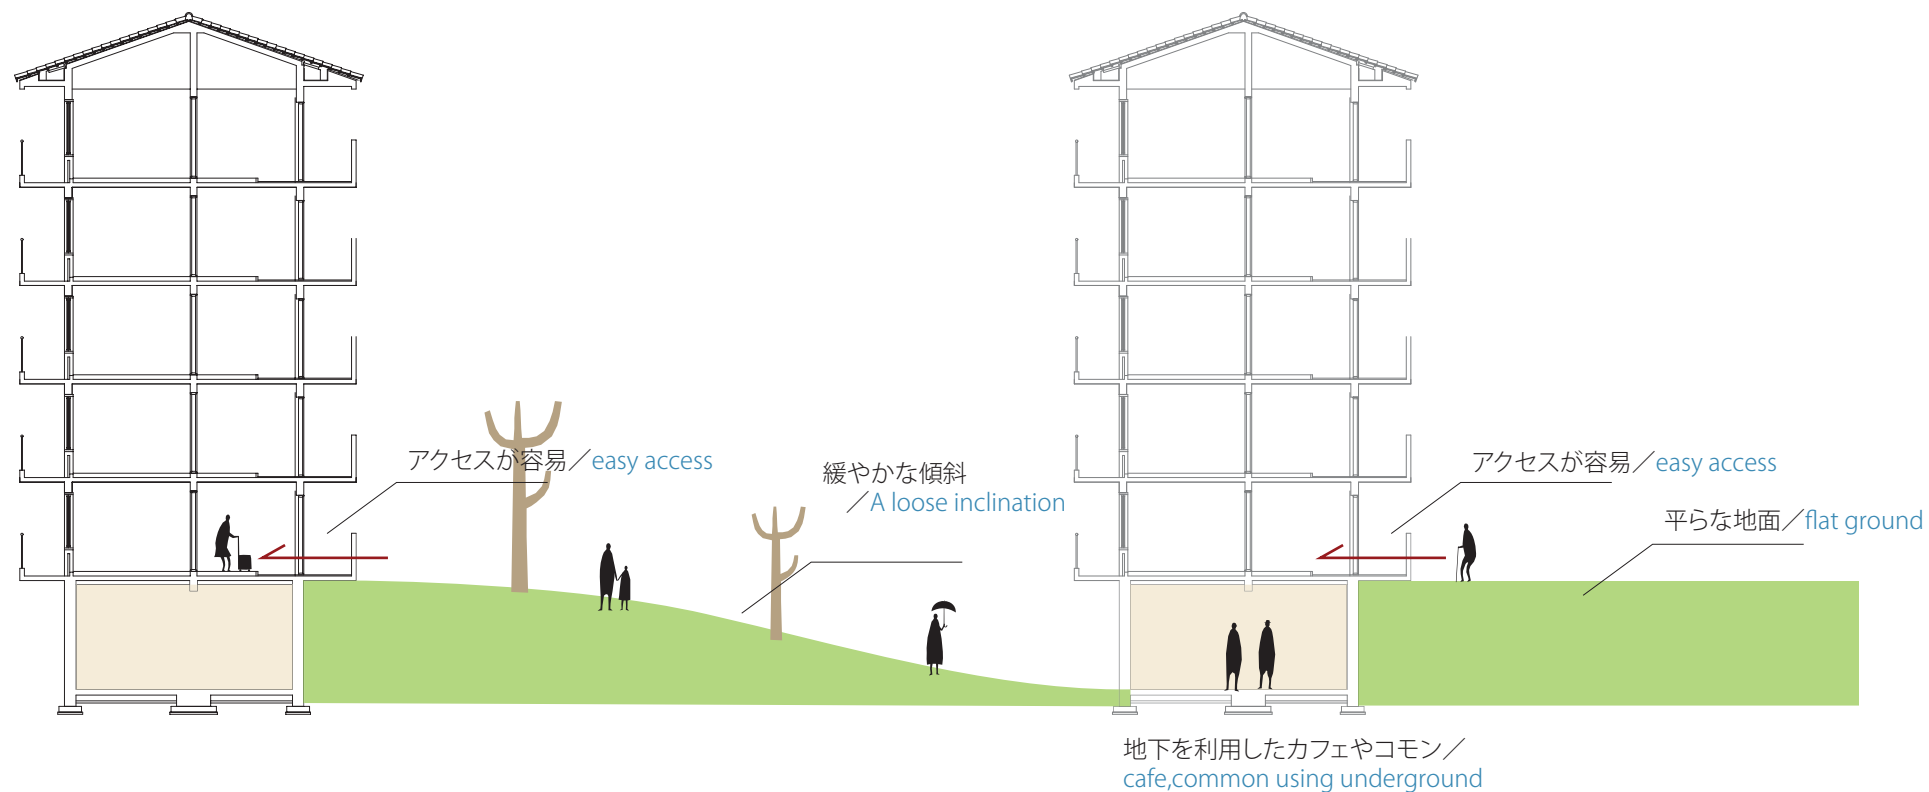 アクセスが容易／easy access
緩やかな傾斜
／A loose inclination
アクセスが容易／easy access
平らな地面／flat ground
地下を利用したカフェやコモン／
cafe,common using underground